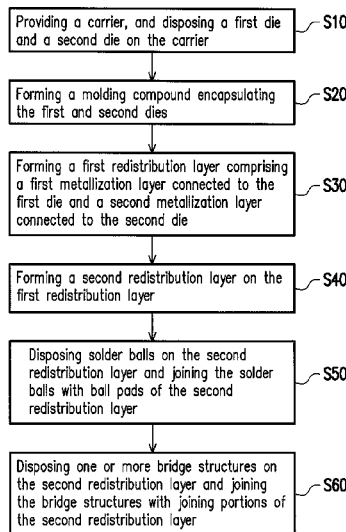 Providing a carrier, and disposing a first die
and a second die on the carrier
S10
Forming a molding compound encapsulating
the first and second dies
S20
Forming a first redistribution layer comprising
a first metallization layer connected to the
first die and a second metallization layer
connected to the second die
S30
Forming a second redistribution layer on the
first redistribution layer
S40
Disposing solder balls on the second
redistribution layer and joining the solder
balls with ball pads of the second
redistribution layer
S50
Disposing one or more bridge structures on
the second redistribution layer and joining
the bridge structures with joining portions of
the second redistribution layer
S60